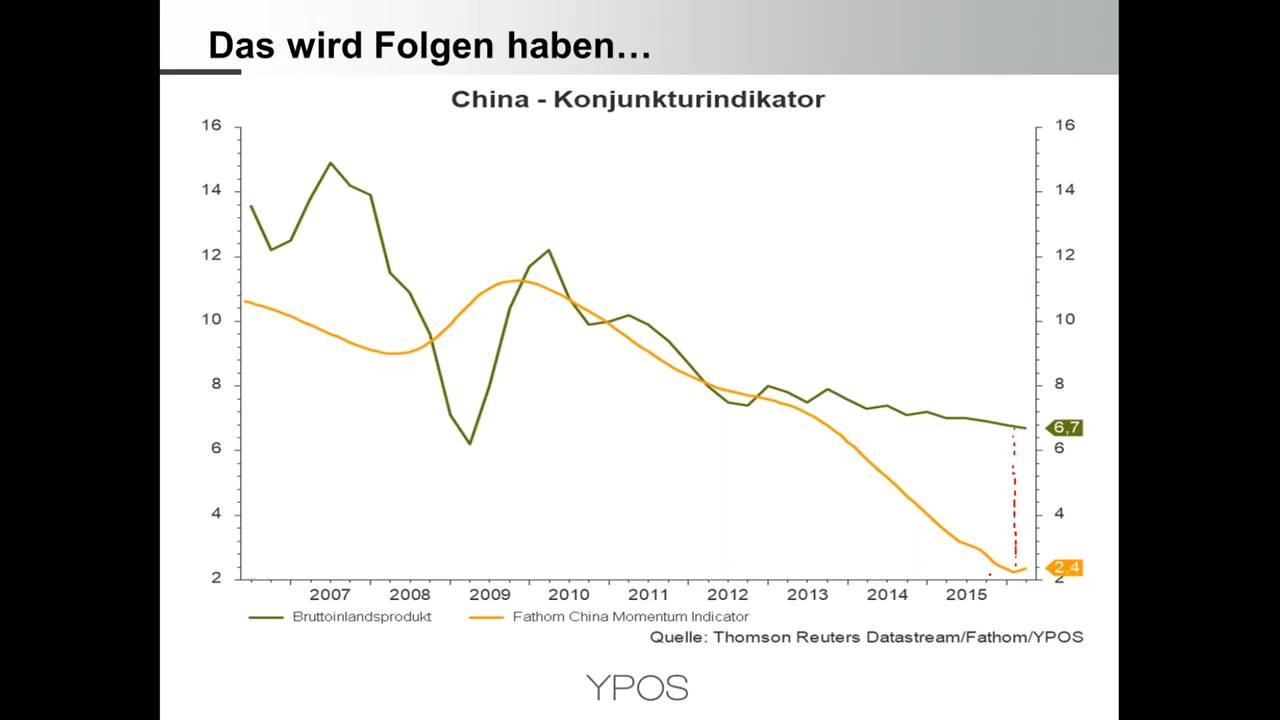 Das wird Folgen haben...
China - Konjunkturindikator
16 16
14 14
12 12
10 10
8 8
6,7
6 6
4 4
2,4
2 2
2007 2008 2009 2010 2011 2012 2013 2014 2015
Bruttoinlandsprodukt Fathom China Momentum Indicator
Quelle: Thomson Reuters Datastream/Fathom/YPOS
YPOS